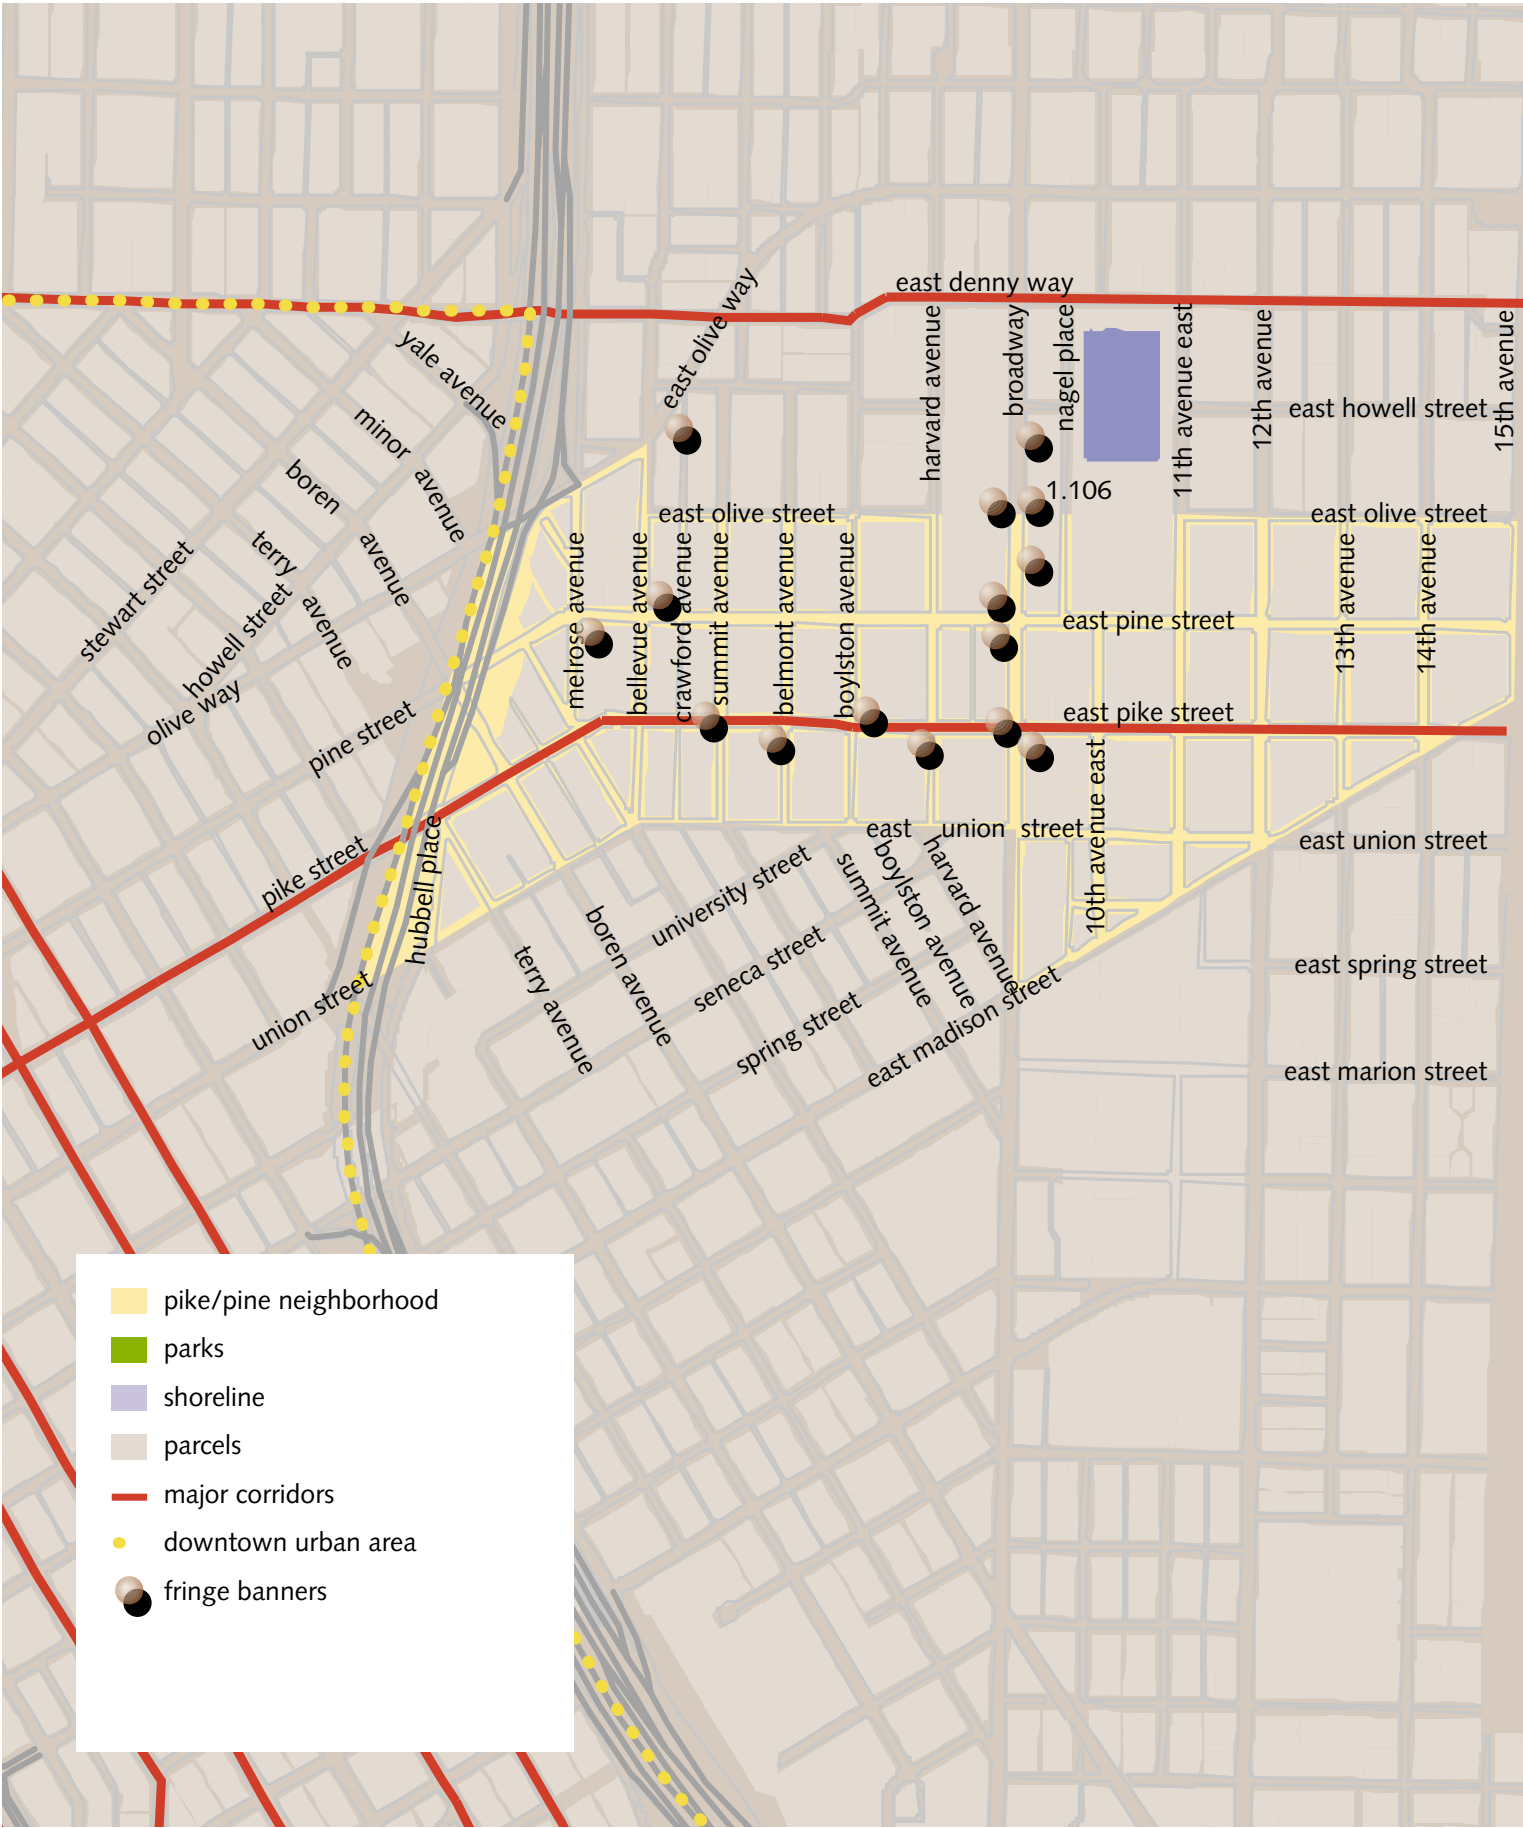 east denny way
east olive way
harvard avenue
broadway
nagel place
11th avenue east
12th avenue
15th avenue
yale avenue
minor avenue
boren avenue
terry avenue
east howell street
1.106
east olive street
east olive street
stewart street
howell street
olive way
pine street
melrose avenue
bellevue avenue
crawford avenue
summit avenue
belmont avenue
boylston avenue
13th avenue
14th avenue
east pine street
east pike street
10th avenue east
pike street
hubbell place
union street
east union street
east union street
university street
seneca street
spring street
east madison street
summit avenue
boylston avenue
harvard avenue
terry avenue
boren avenue
east spring street
east marion street
pike/pine neighborhood
parks
shoreline
parcels
major corridors
downtown urban area
fringe banners